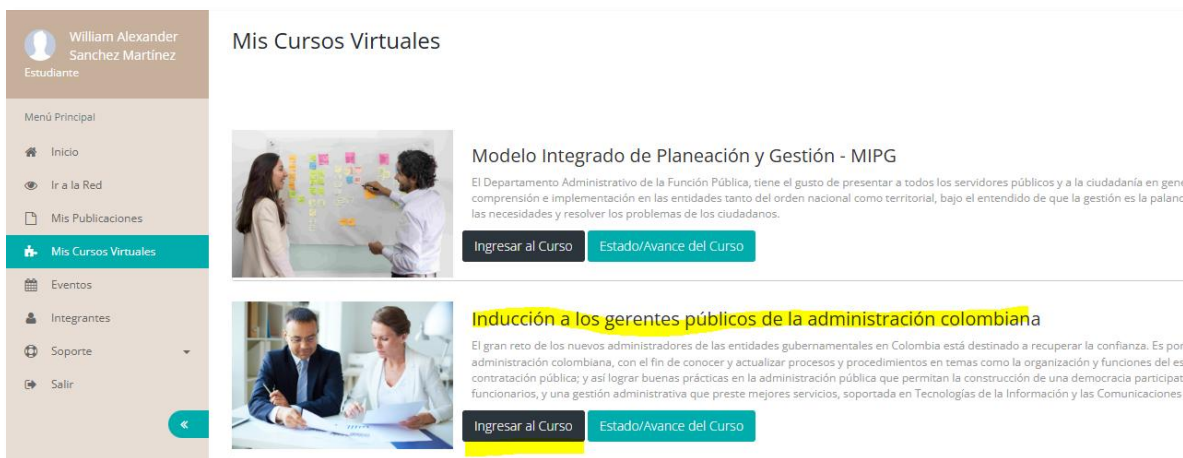 William Alexander
Sanchez Martínez
Estudiante
Menú Principal
Inicio
Ir a la Red
Mis Publicaciones
Mis Cursos Virtuales
Eventos
Integrantes
Soporte
Salir
Mis Cursos Virtuales
Modelo Integrado de Planeación y Gestión - MIPG
El Departamento Administrativo de la Función Pública, tiene el gusto de presentar a todos los servidores públicos y a la ciudadanía en gene
comprensión e implementación en las entidades tanto del orden nacional como territorial, bajo el entendido de que la gestión es la palanc
las necesidades y resolver los problemas de los ciudadanos.
Ingresar al Curso
Estado/Avance del Curso
Inducción a los gerentes públicos de la administración colombiana
El gran reto de los nuevos administradores de las entidades gubernamentales en Colombia está destinado a recuperar la confianza. Es por
administración colombiana, con el fin de conocer y actualizar procesos y procedimientos en temas como la organización y funciones del es
contratación pública; y así lograr buenas prácticas en la administración pública que permitan la construcción de una democracia participat
funcionarios, y una gestión administrativa que preste mejores servicios, soportada en Tecnologías de la Información y las Comunicaciones
Ingresar al Curso
Estado/Avance del Curso